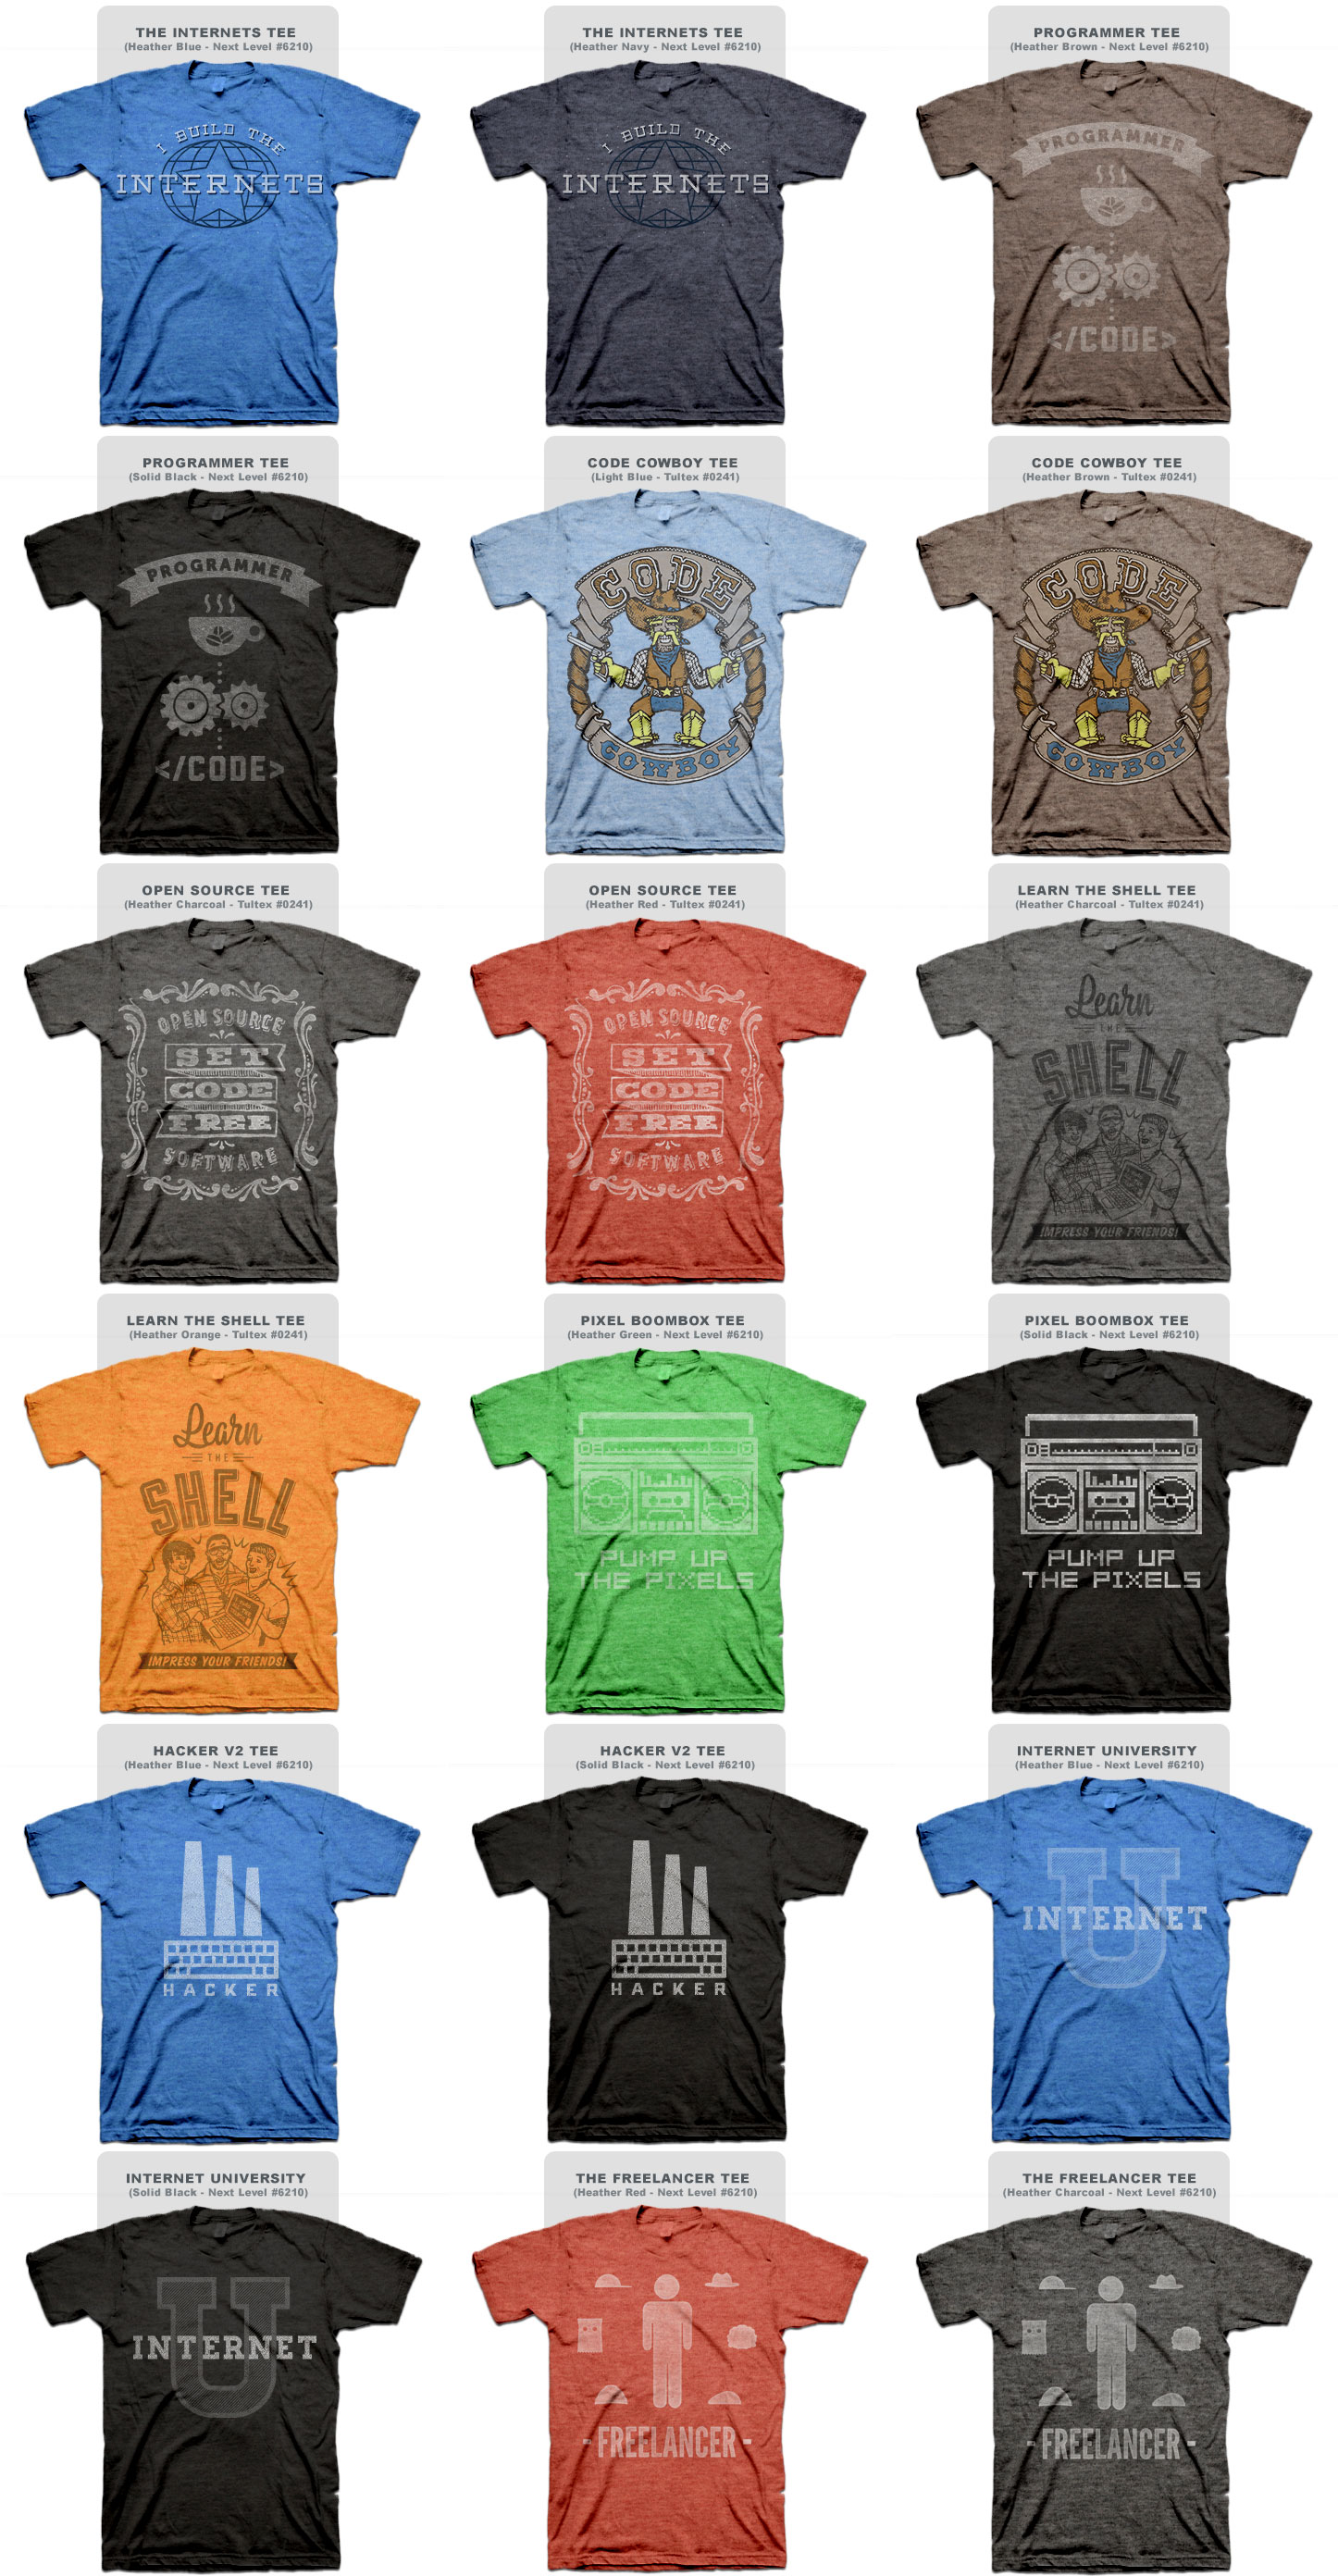 THE INTERNETS TEE
(Heather Blue - Next Level #6210)
I BUILD THE
INTERNETS
THE INTERNETS TEE
(Heather Navy - Next Level #6210)
I BUILD THE
INTERNETS
PROGRAMMER TEE
(Heather Brown - Next Level #6210)
PROGRAMMER
</CODE>
PROGRAMMER TEE
(Solid Black - Next Level #6210)
PROGRAMMER
</CODE>
CODE COWBOY TEE
(Light Blue - Tultex #0241)
CODE
COWBOY
CODE COWBOY TEE
(Heather Brown - Tultex #0241)
CODE
COWBOY
OPEN SOURCE TEE
(Heather Charcoal - Tultex #0241)
OPEN SOURCE
SET
CODE
FREE
SOFTWARE
OPEN SOURCE TEE
(Heather Red - Tultex #0241)
OPEN SOURCE
SET
CODE
FREE
SOFTWARE
LEARN THE SHELL TEE
(Heather Charcoal - Tultex #0241)
Learn
THE
SHELL
IMPRESS YOUR FRIENDS!
LEARN THE SHELL TEE
(Heather Orange - Tultex #0241)
Learn
THE
SHELL
IMPRESS YOUR FRIENDS!
PIXEL BOOMBOX TEE
(Heather Green - Next Level #6210)
PUMP UP
THE PIXELS
PIXEL BOOMBOX TEE
(Solid Black - Next Level #6210)
PUMP UP
THE PIXELS
HACKER V2 TEE
(Heather Blue - Next Level #6210)
HACKER
HACKER V2 TEE
(Solid Black - Next Level #6210)
HACKER
INTERNET UNIVERSITY
(Heather Blue - Next Level #6210)
U
INTERNET
INTERNET UNIVERSITY
(Solid Black - Next Level #6210)
U
INTERNET
THE FREELANCER TEE
(Heather Red - Next Level #6210)
- FREELANCER -
THE FREELANCER TEE
(Heather Charcoal - Next Level #6210)
- FREELANCER -